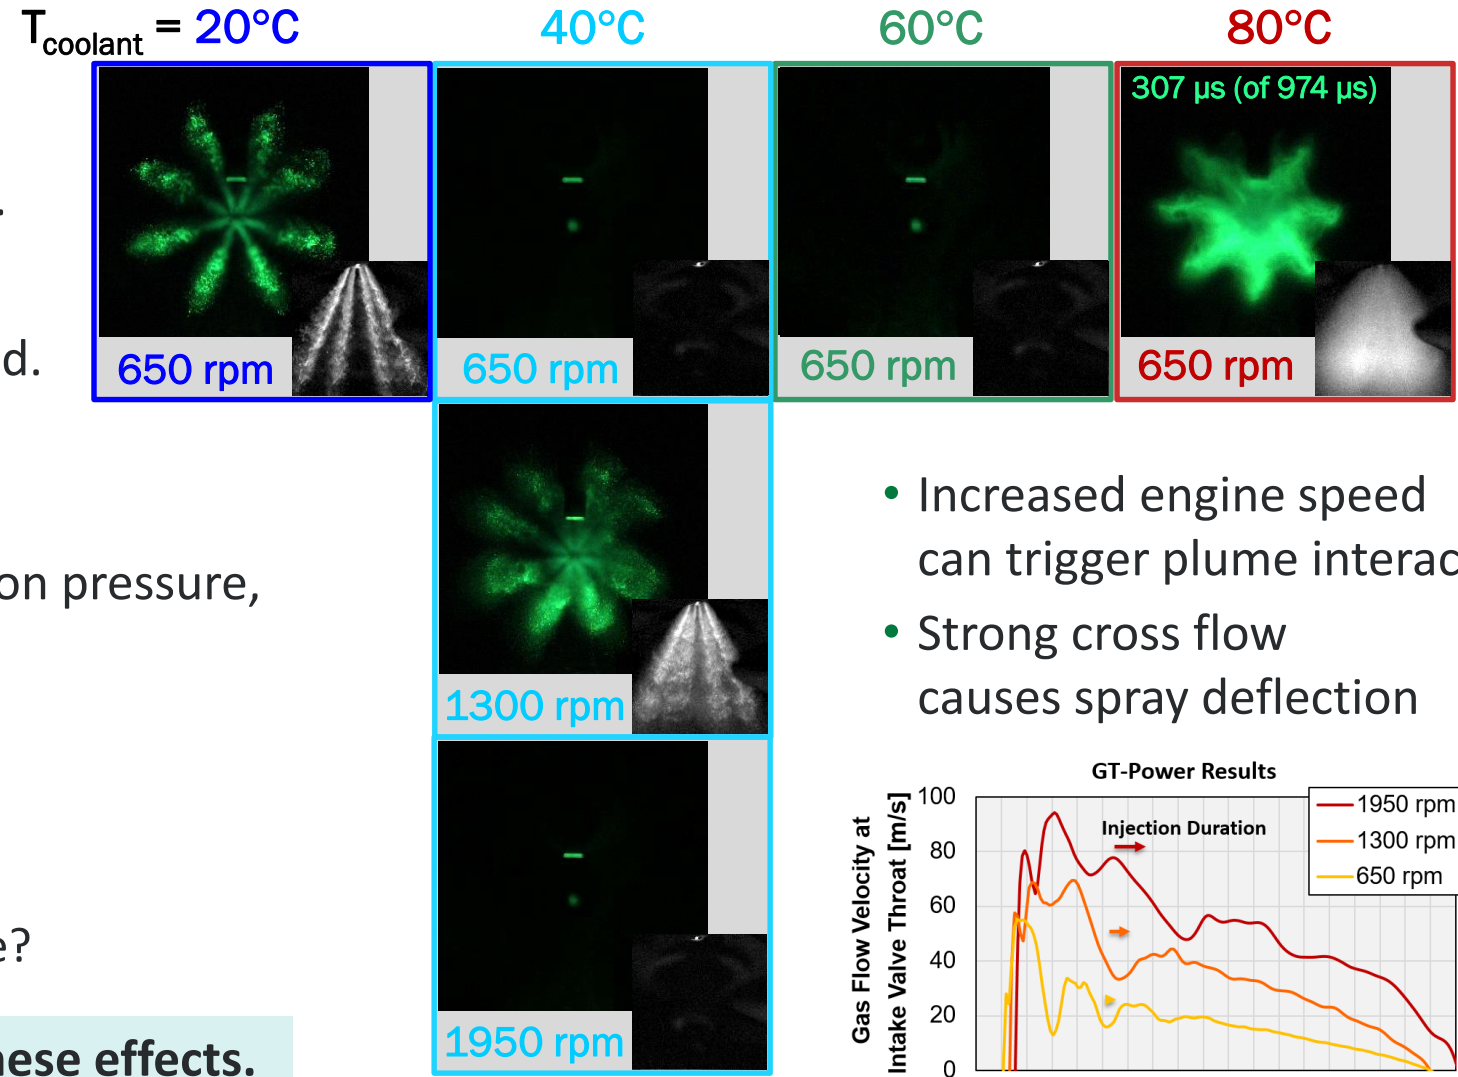 T coolant = 20°C 40°C 60°C 80°C
307 µs (of 974 µs)
.
d.
650 rpm 650 rpm 650 rpm 650 rpm
• Increased engine speed
can trigger plume interac
on pressure,
• Strong cross flow
causes spray deflection
1300 rpm
GT-Power Results
Gas Flow Velocity at
Intake Valve Throat [m/s]
100
80
60
40
20
0
Injection Duration
1950 rpm
1300 rpm
650 rpm
e?
1950 rpm
nese effects.